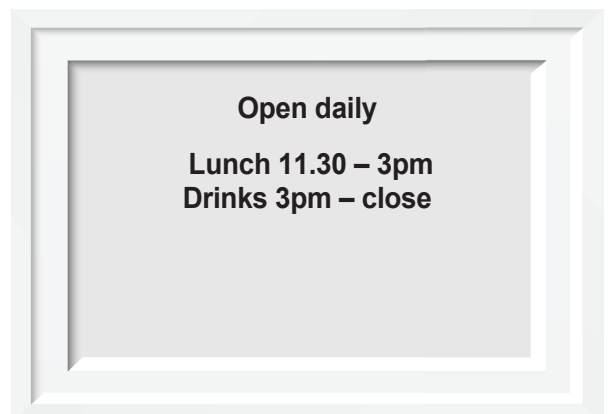 Open daily
Lunch 11.30 – 3pm
Drinks 3pm – close